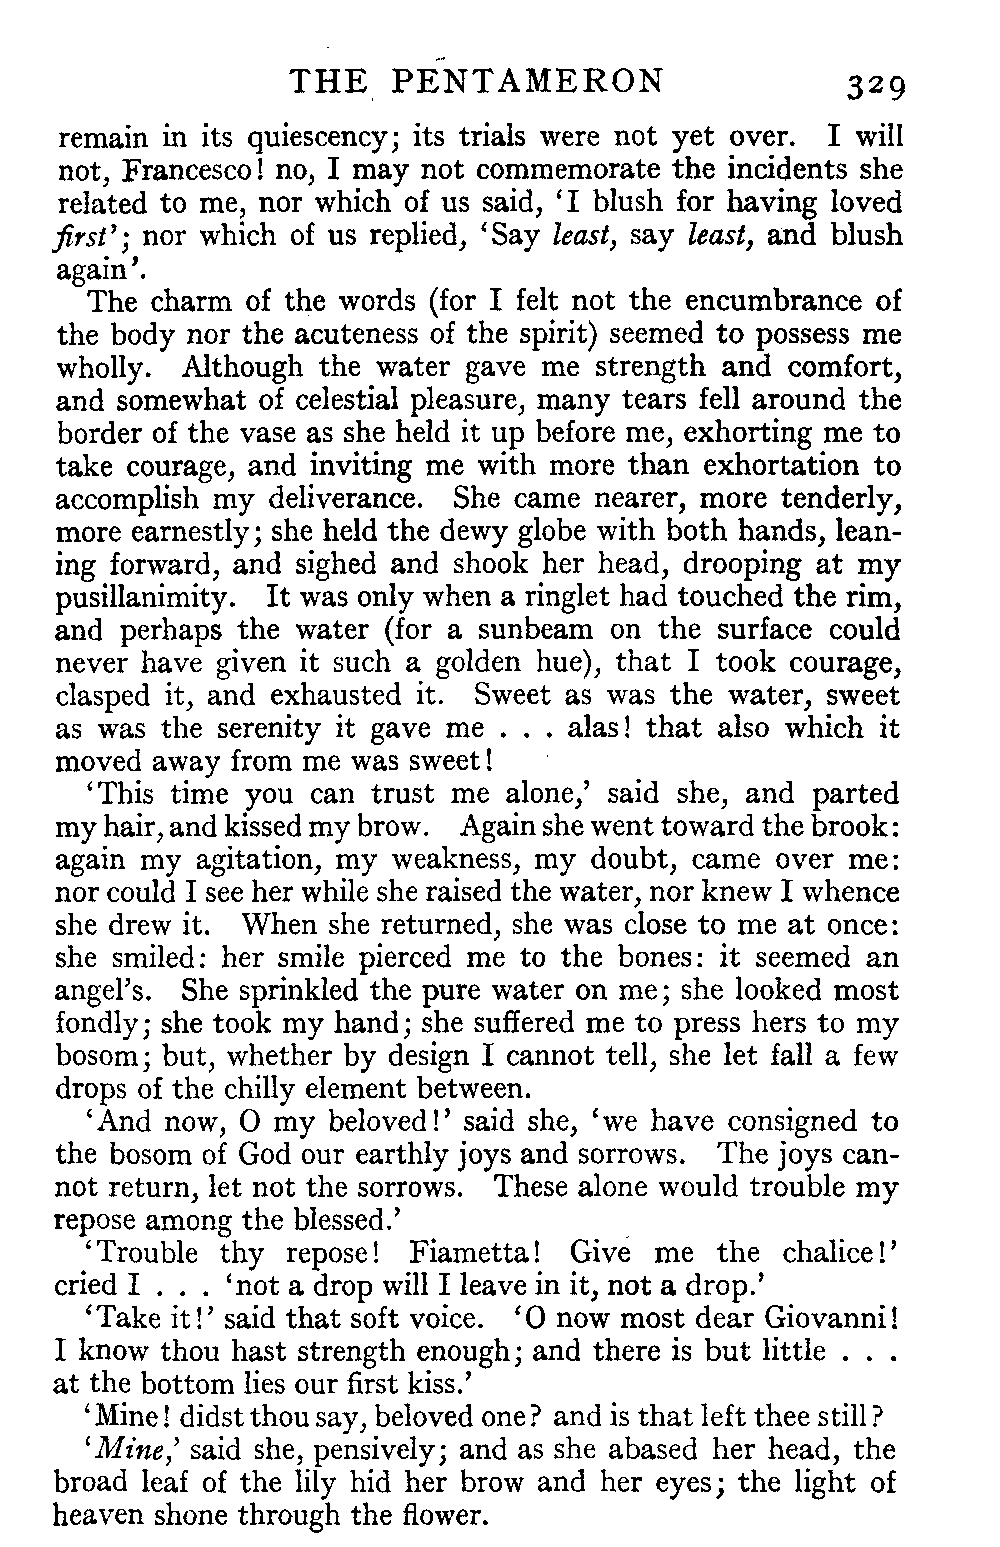 THE PENTAMERON 329
remain in its quiescency; its trials were not yet over. I will
not, Francesco! no, I may not commemorate the incidents she
related to me, nor which of us said, ‘I blush for having loved
first’; nor which of us replied, ‘Say least, say least, and blush
again’.
The charm of the words (for I felt not the encumbrance of
the body nor the acuteness of the spirit) seemed to possess me
wholly. Although the water gave me strength and comfort,
and somewhat of celestial pleasure, many tears fell around the
border of the vase as she held it up before me, exhorting me to
take courage, and inviting me with more than exhortation to
accomplish my deliverance. She came nearer, more tenderly,
more earnestly; she held the dewy globe with both hands, lean-
ing forward, and sighed and shook her head, drooping at my
pusillanimity. It was only when a ringlet had touched the rim,
and perhaps the water (for a sunbeam on the surface could
never have given it such a golden hue), that I took courage,
clasped it, and exhausted it. Sweet as was the water, sweet
as was the serenity it gave me . . . alas! that also which it
moved away from me was sweet!
‘This time you can trust me alone,’ said she, and parted
my hair, and kissed my brow. Again she went toward the brook:
again my agitation, my weakness, my doubt, came over me:
nor could I see her while she raised the water, nor knew I whence
she drew it. When she returned, she was close to me at once:
she smiled: her smile pierced me to the bones: it seemed an
angel’s. She sprinkled the pure water on me; she looked most
fondly; she took my hand; she suffered me to press hers to my
bosom; but, whether by design I cannot tell, she let fall a few
drops of the chilly element between.
‘And now, O my beloved!’ said she, ‘we have consigned to
the bosom of God our earthly joys and sorrows. The joys can-
not return, let not the sorrows. These alone would trouble my
repose among the blessed.’
‘Trouble thy repose! Fiametta! Give me the chalice!’
cried I . . . ‘not a drop will I leave in it, not a drop.’
‘Take it!’ said that soft voice. ‘O now most dear Giovanni!
I know thou hast strength enough; and there is but little . . .
at the bottom lies our first kiss.’
‘Mine! didst thou say, beloved one? and is that left thee still?
‘Mine,’ said she, pensively; and as she abased her head, the
broad leaf of the lily hid her brow and her eyes; the light of
heaven shone through the flower.